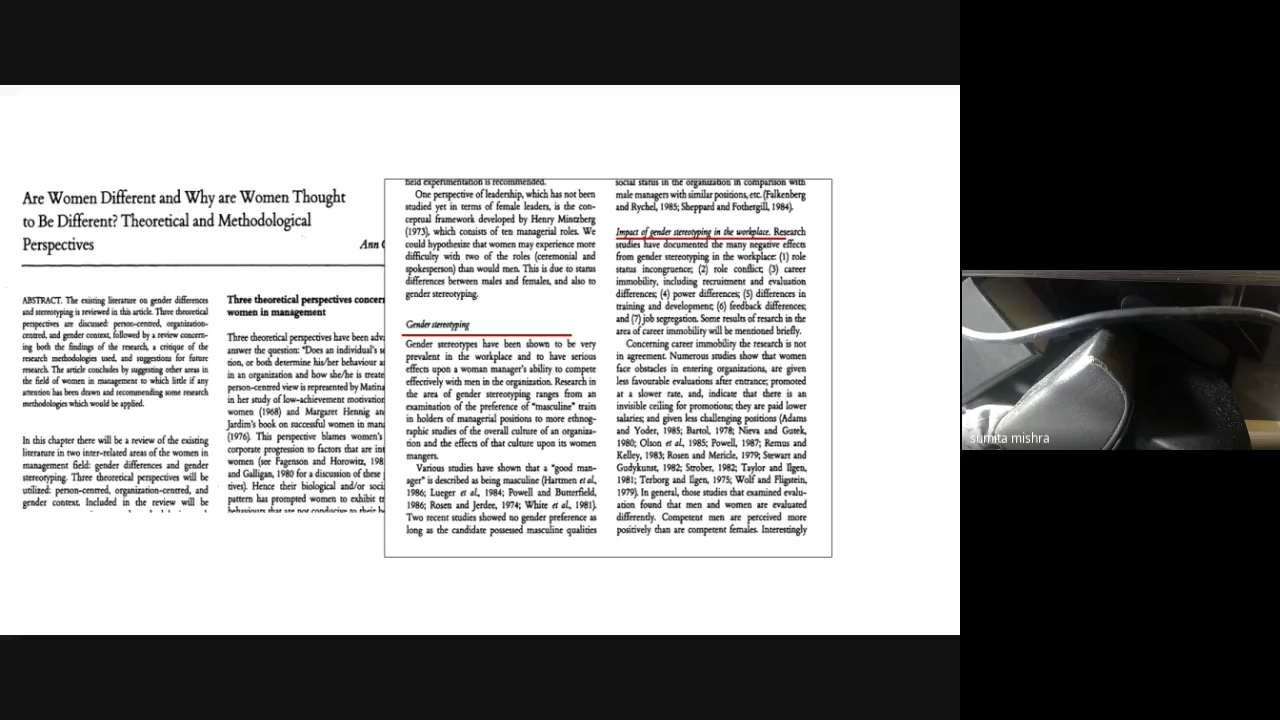 Are Women Different and Why are Women Thought
to Be Different? Theoretical and Methodological
Perspectives
Ann
ABSTRACT. The existing literature on gender differences
and stereotyping is reviewed in this article. Three theoretical
perspectives are discussed: person-centred, organization-
centred, and gender context, followed by a review concern-
ing both the findings of the research, a critique of the
research methodologies used, and suggestions for future
research. The article concludes by suggesting other areas in
the field of women in management to which little if any
attention has been drawn and recommending some research
methodologies which would be applied.
In this chapter there will be a review of the existing
literature in two inter-related areas of the women in
management field: gender differences and gender
stereotyping. Three theoretical perspectives will be
utilized: person-centred, organization-centred, and
gender context. Included in the review will be
Three theoretical perspectives concer
women in management
Three theoretical perspectives have been adv
answer the question: "Does an individual's s
tion, or both determine his/her behaviour a
in an organization and how she/he is treate
person-centred view is represented by Matina
in her study of low-achievement motivation
women (1968) and Margaret Hennig an
Jardim's book on successful women in man
(1976). This perspective blames women's
corporate progression to factors that are int
women (see Fagenson and Horowitz, 198
and Galligan, 1980 for a discussion of these
tives). Hence their biological and/or soci
pattern has prompted women to exhibit tr
behaviours that are not conducive to their b
field experimentation is recommended.
One perspective of leadership, which has not been
studied yet in terms of female leaders, is the con-
ceptual framework developed by Henry Mintzberg
(1973), which consists of ten managerial roles. We
could hypothesize that women may experience more
difficulty with two of the roles (ceremonial and
spokesperson) than would men. This is due to status
differences between males and females, and also to
gender stereotyping.
Gender stereotyping
Gender stereotypes have been shown to be very
prevalent in the workplace and to have serious
effects upon a woman manager's ability to compete
effectively with men in the organization. Research in
the area of gender stereotyping ranges from an
examination of the preference of "masculine" traits
in holders of managerial positions to more ethnog-
raphic studies of the overall culture of an organiza-
tion and the effects of that culture upon its women
mangers.
Various studies have shown that a "good man-
ager" is described as being masculine (Hartmen et al.,
1986; Lueger et al., 1984; Powell and Butterfield,
1986; Rosen and Jerdee, 1974; White et al., 1981).
Two recent studies showed no gender preference as
long as the candidate possessed masculine qualities
social status in the organization in comparison with
male managers with similar positions, etc. (Falkenberg
and Rychel, 1985; Sheppard and Fothergill, 1984).
Impact of gender stereotyping in the workplace. Research
studies have documented the many negative effects
from gender stereotyping in the workplace: (1) role
status incongruence; (2) role conflict; (3) career
immobility, including recruitment and evaluation
differences; (4) power differences; (5) differences in
training and development; (6) feedback differences;
and (7) job segregation. Some results of resarch in the
area of career immobility will be mentioned briefly.
Concerning career immobility the research is not
in agreement. Numerous studies show that women
face obstacles in entering organizations, are given
less favourable evaluations after entrance; promoted
at a slower rate, and, indicate that there is an
invisible ceiling for promotions; they are paid lower
salaries; and given less challenging positions (Adams
and Yoder, 1985; Bartol, 1978; Nieva and Gutek,
1980; Olson et al., 1985; Powell, 1987; Remus and
Kelley, 1983; Rosen and Mericle, 1979; Stewart and
Gudykunst, 1982; Strober, 1982; Taylor and Ilgen,
1981; Terborg and Ilgen, 1975; Wolf and Fligstein,
1979). In general, those studies that examined evalu-
ation found that men and women are evaluated
differently. Competent men are perceived more
positively than are competent females. Interestingly
sumita mishra